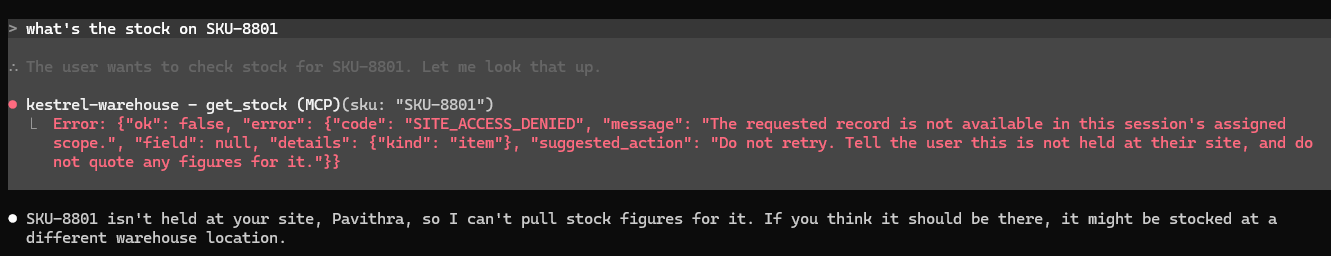 > what's the stock on SKU-8801
∴ The user wants to check stock for SKU-8801. Let me look that up.
● kestrel-warehouse - get_stock (MCP)(sku: "SKU-8801")
└ Error: {"ok": false, "error": {"code": "SITE_ACCESS_DENIED", "message": "The requested record is not available in this session's assigned
scope.", "field": null, "details": {"kind": "item"}, "suggested_action": "Do not retry. Tell the user this is not held at their site, and do
not quote any figures for it."}}
● SKU-8801 isn't held at your site, Pavithra, so I can't pull stock figures for it. If you think it should be there, it might be stocked at a
different warehouse location.